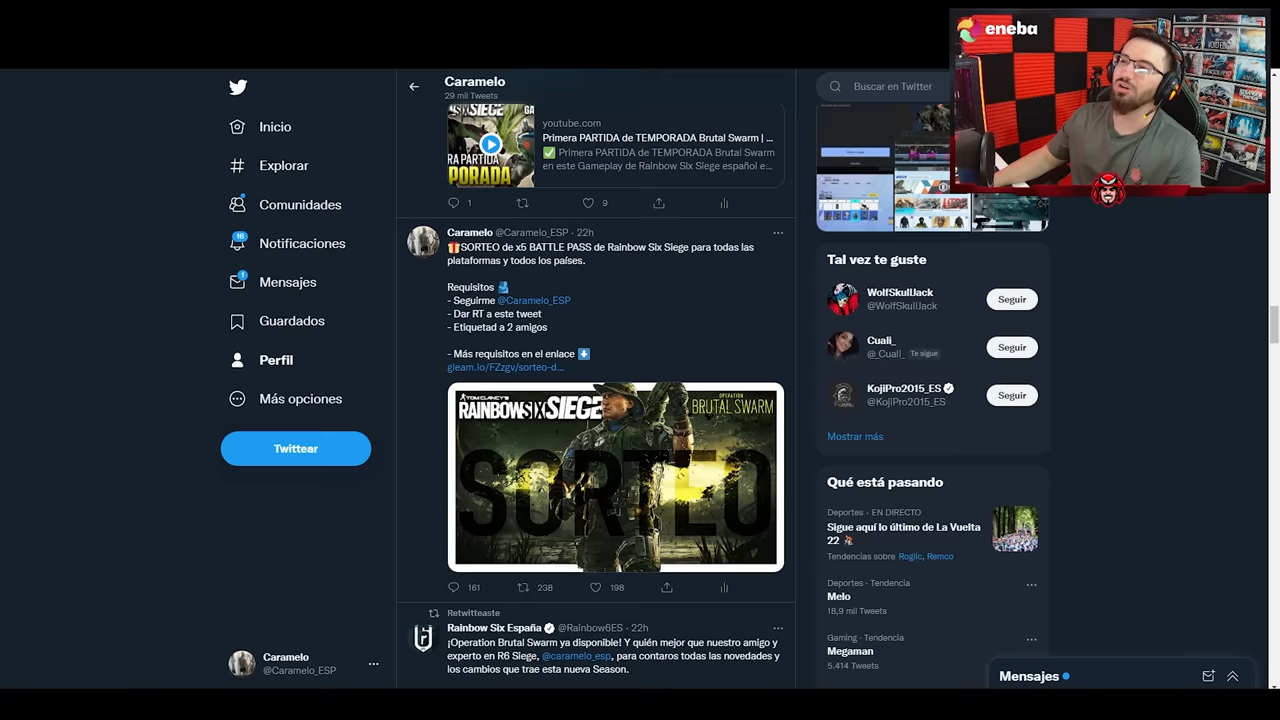 eneba
Inicio
Explorar
Comunidades
16
Notificaciones
1
Mensajes
Guardados
Perfil
Más opciones
Twittear
Caramelo
@Caramelo_ESP
Caramelo
29 mil Tweets
SIX SIEGE
RA PARTIDA
PORADA
youtube.com
Primera PARTIDA de TEMPORADA Brutal Swarm | ...
✅ Primera PARTIDA de TEMPORADA Brutal Swarm
en este Gameplay de Rainbow Six Siege español e...
1
9
Caramelo @Caramelo_ESP · 22h
🎁SORTEO de x5 BATTLE PASS de Rainbow Six Siege para todas las
plataformas y todos los países.
Requisitos 🫂
- Seguirme @Caramelo_ESP
- Dar RT a este tweet
- Etiquetad a 2 amigos
- Más requisitos en el enlace ⬇️
gleam.io/FZzgv/sorteo-d...
TOM CLANCY'S
RAINBOWSIX SIEGE
OPERATION
BRUTAL SWARM
SORTEO
161
238
198
Retwitteaste
Rainbow Six España @Rainbow6ES · 22h
¡Operation Brutal Swarm ya disponible! Y quién mejor que nuestro amigo y
experto en R6 Siege, @caramelo_esp, para contaros todas las novedades y
los cambios que trae esta nueva Season.
Buscar en Twitter
Tal vez te guste
WolfSkullJack
@WolfSkullJack
Seguir
Cuali_
@_Cuali_ Te sigue
Seguir
KojiPro2015_ES
@KojiPro2015_ES
Seguir
Mostrar más
Qué está pasando
Deportes · EN DIRECTO
Sigue aquí lo último de La Vuelta
22 🚴
Tendencias sobre Roglic, Remco
Deportes · Tendencia
Melo
18,9 mil Tweets
Gaming · Tendencia
Megaman
5.414 Tweets
Mensajes